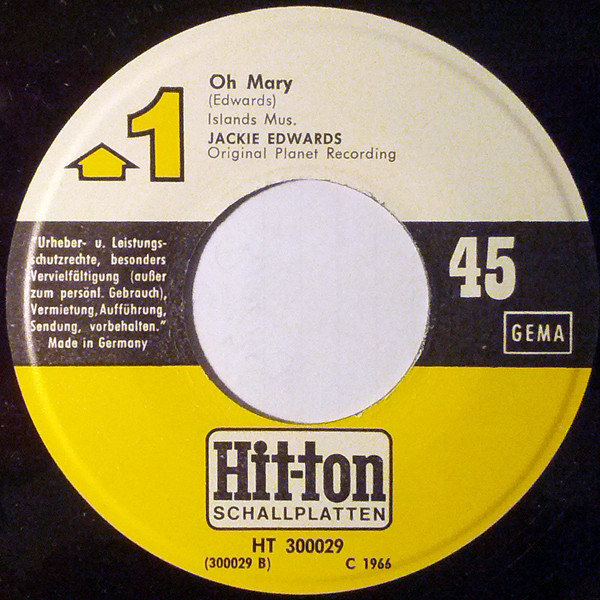 1
Oh Mary
(Edwards)
Islands Mus.
JACKIE EDWARDS
Original Planet Recording
"Urheber- u. Leistungs-
schutzrechte, besonders
Vervielfältigung (außer
zum persönl. Gebrauch),
Vermietung, Aufführung,
Sendung, vorbehalten."
Made in Germany
45
GEMA
Hit-ton
SCHALLPLATTEN
HT 300029
(300029 B) C 1966